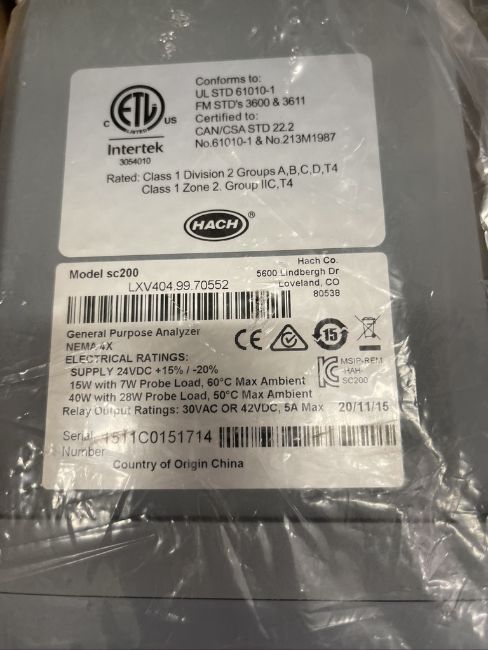 Conforms to:
UL STD 61010-1
FM STD's 3600 & 3611
Certified to:
CAN/CSA STD 22.2
No.61010-1 & No.213M1987
C ETL US
LISTED
Intertek
3054010
Rated: Class 1 Division 2 Groups A,B,C,D,T4
Class 1 Zone 2. Group IIC,T4
HACH®
Model sc200
LXV404.99.70552
Hach Co.
5600 Lindbergh Dr
Loveland, CO
80538
General Purpose Analyzer
NEMA 4X
ELECTRICAL RATINGS:
SUPPLY 24VDC +15% / -20%
15W with 7W Probe Load, 60°C Max Ambient
40W with 28W Probe Load, 50°C Max Ambient
Relay Output Ratings: 30VAC OR 42VDC, 5A Max
20/11/15
CE
15
MSIP-REM
-HAH-
SC200
Serial
Number
1511C0151714
Country of Origin China